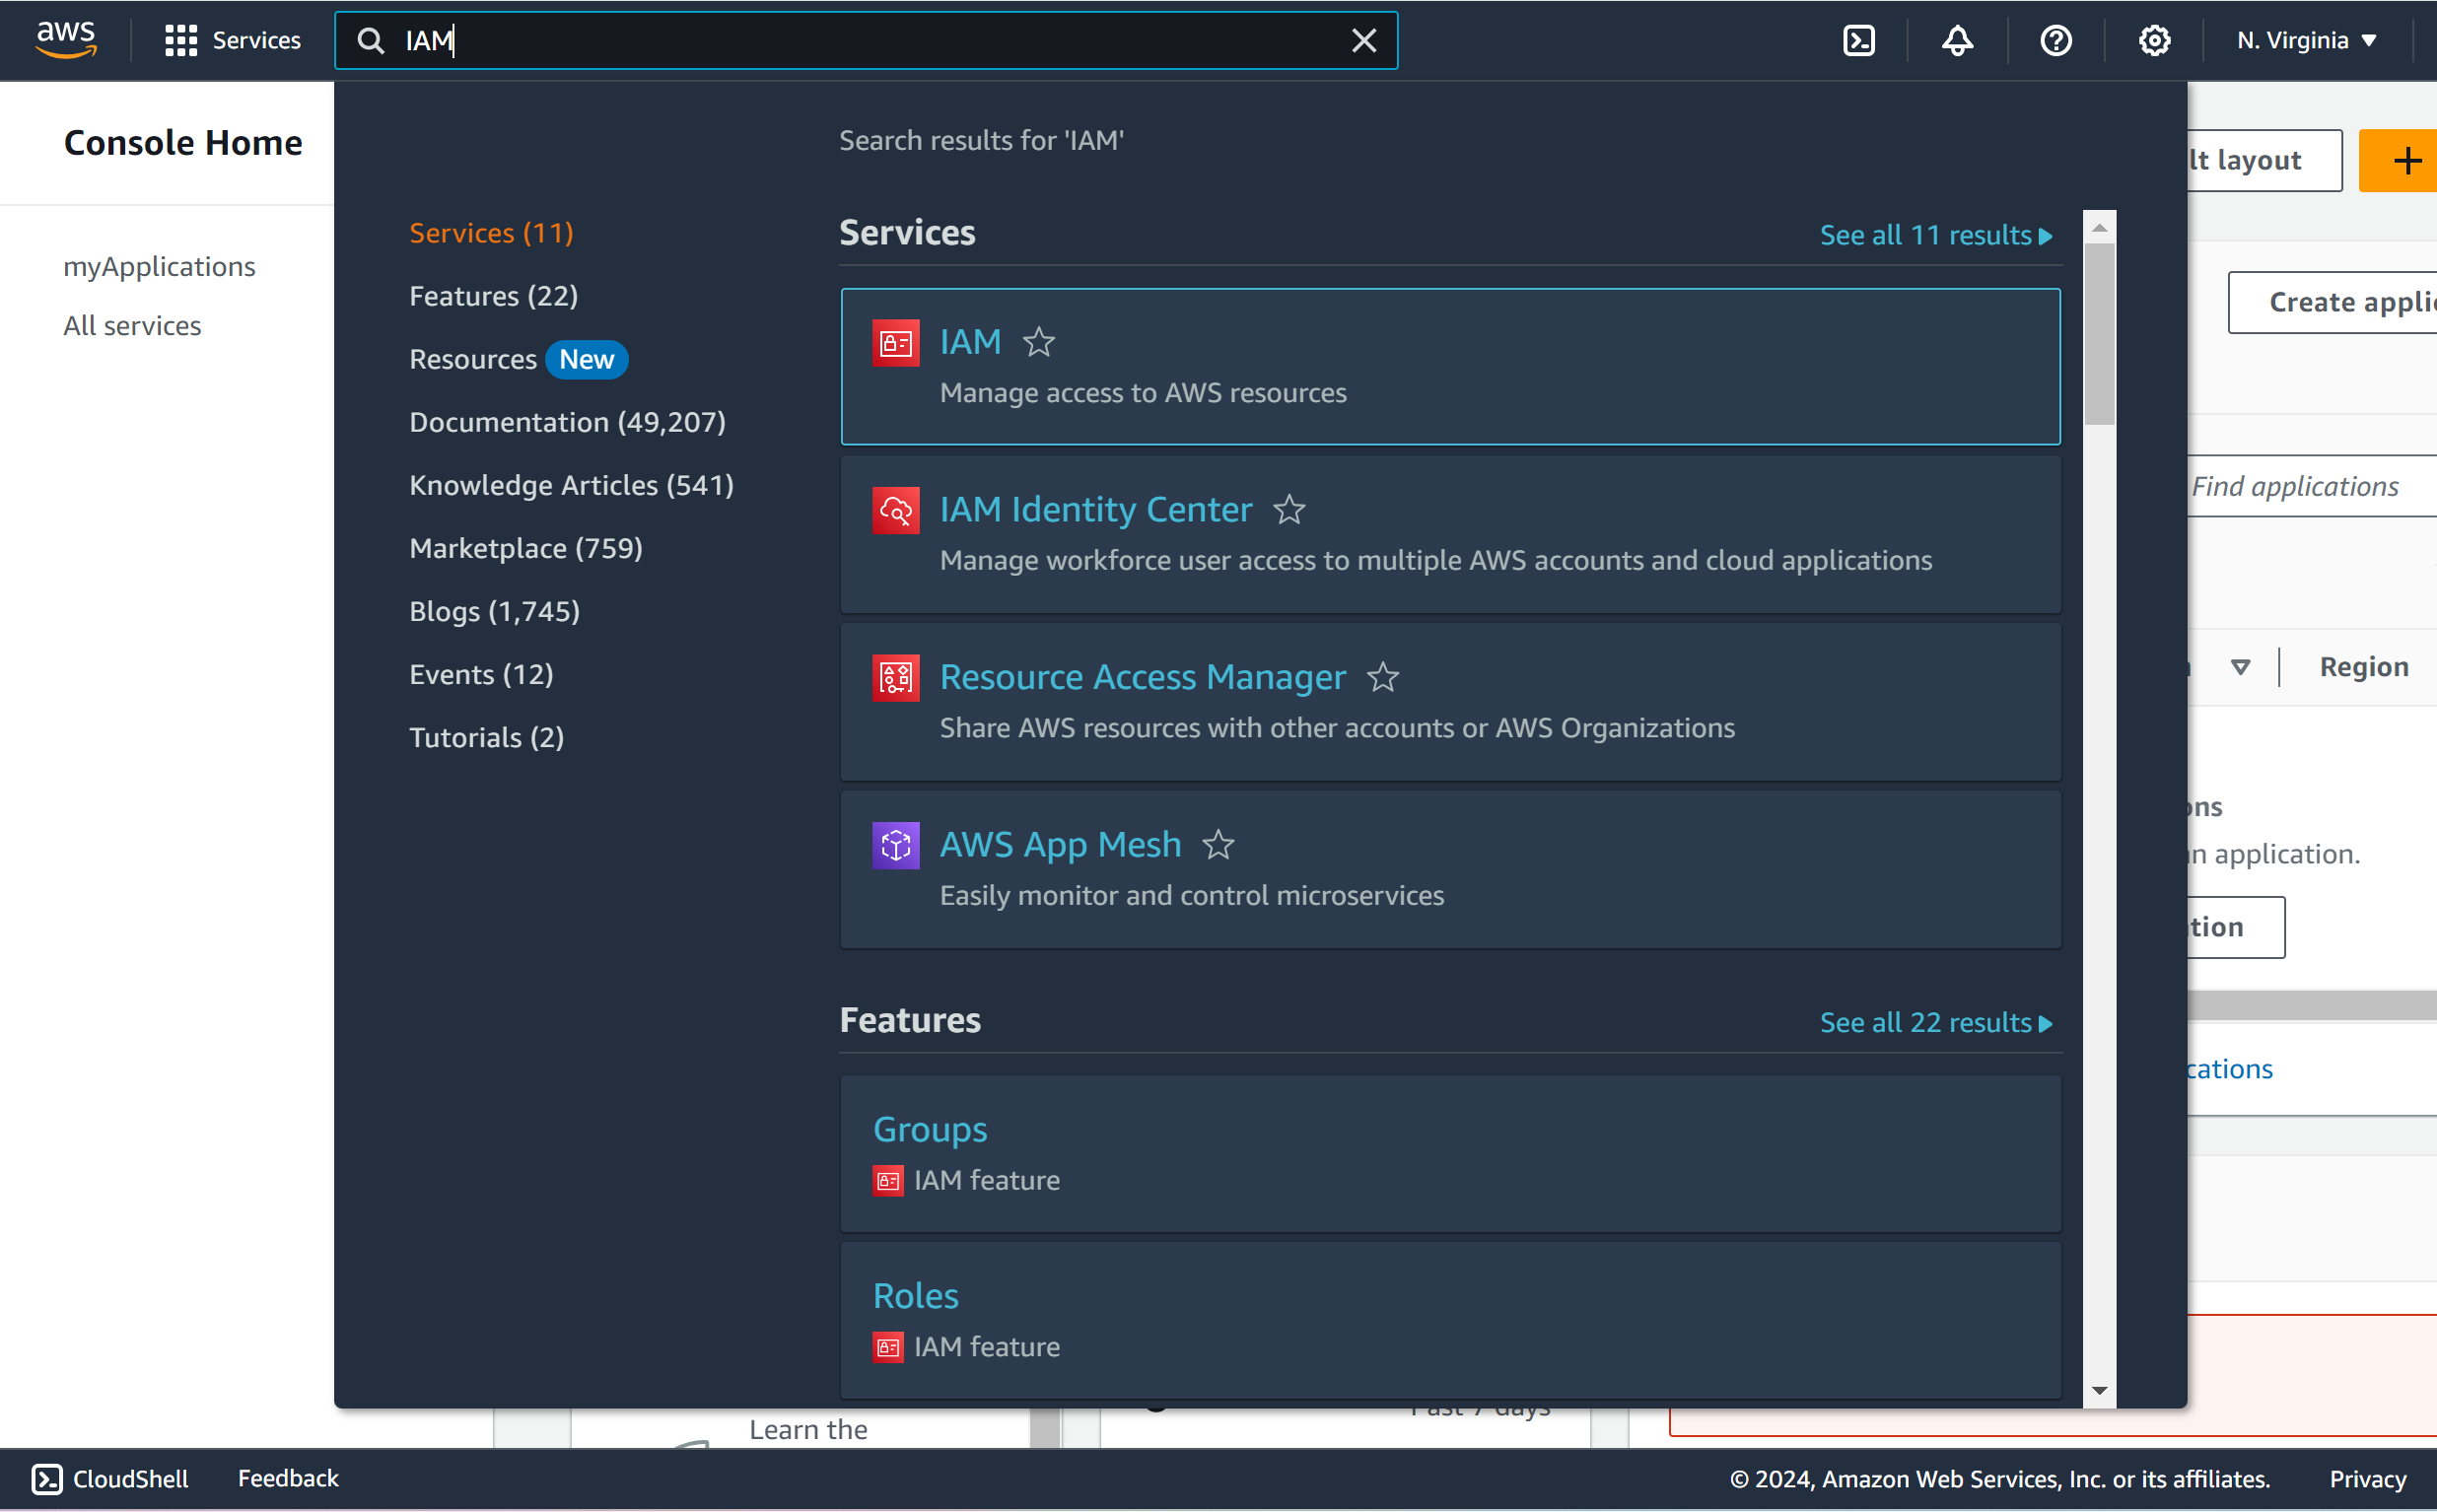 aws
Services
IAM
N. Virginia
Console Home
myApplications
All services
Search results for 'IAM'
Services (11)
Features (22)
Resources New
Documentation (49,207)
Knowledge Articles (541)
Marketplace (759)
Blogs (1,745)
Events (12)
Tutorials (2)
Services
See all 11 results
IAM
Manage access to AWS resources
IAM Identity Center
Manage workforce user access to multiple AWS accounts and cloud applications
Resource Access Manager
Share AWS resources with other accounts or AWS Organizations
AWS App Mesh
Easily monitor and control microservices
Features
See all 22 results
Groups
IAM feature
Roles
IAM feature
lt layout
Create appli
Find applications
Region
ons
n application.
tion
cations
Learn the
Past 7 days
CloudShell
Feedback
© 2024, Amazon Web Services, Inc. or its affiliates.
Privacy